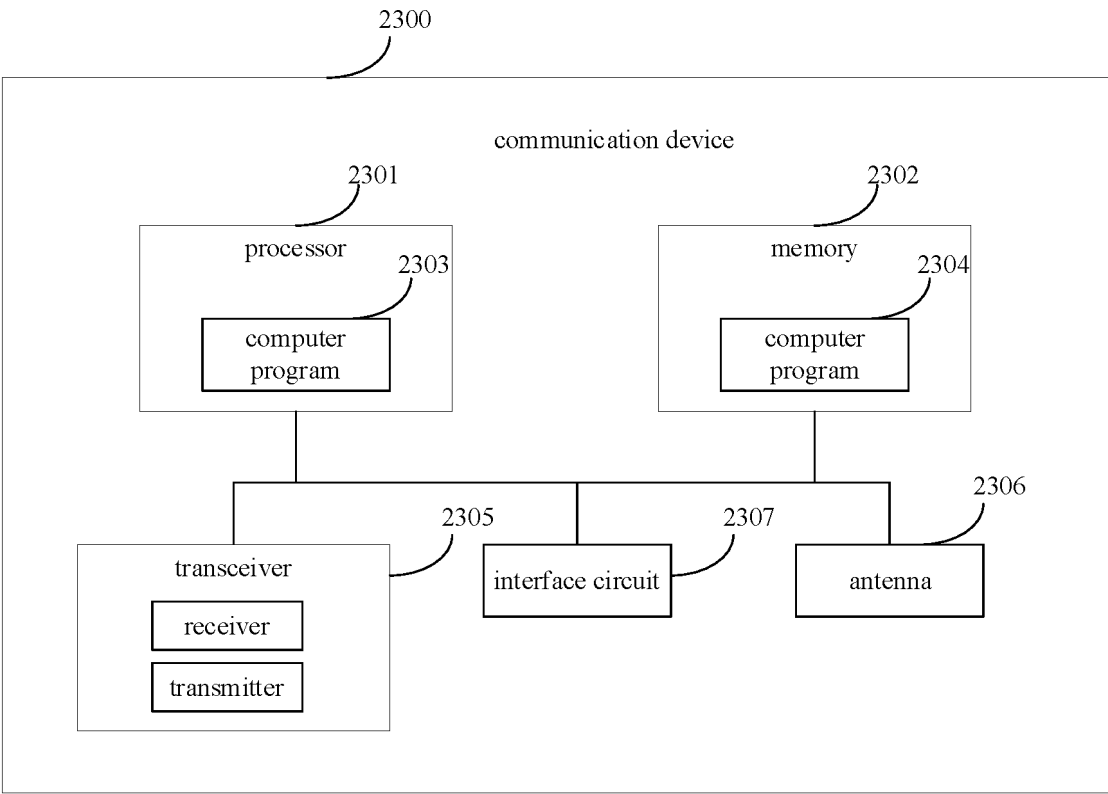 2300
communication device
2301
2302
processor
memory
2303
2304
computer
program
computer
program
2305
2307
2306
transceiver
receiver
transmitter
interface circuit
antenna